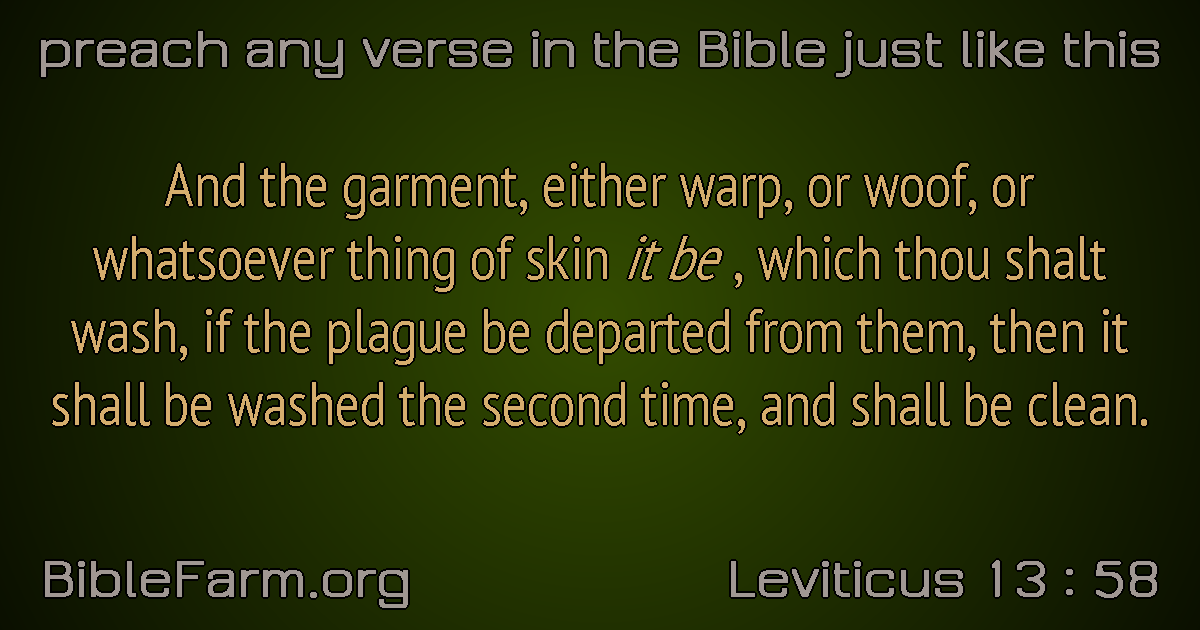 preach any verse in the Bible just like this
And the garment, either warp, or woof, or
whatsoever thing of skin it be , which thou shalt
wash, if the plague be departed from them, then it
shall be washed the second time, and shall be clean.
BibleFarm.org
Leviticus 13 : 58